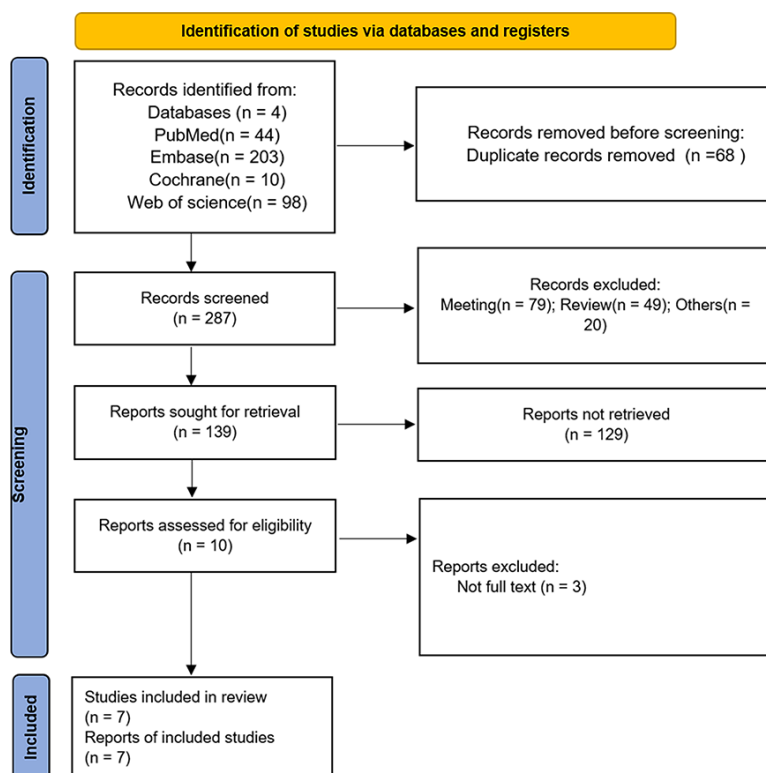 Identification of studies via databases and registers
Identification
Records identified from:
Databases (n = 4)
PubMed(n = 44)
Embase(n = 203)
Cochrane(n = 10)
Web of science(n = 98)
Records removed before screening:
Duplicate records removed (n =68 )
Screening
Records screened
(n = 287)
Records excluded:
Meeting(n = 79); Review(n = 49); Others(n =
20)
Reports sought for retrieval
(n = 139)
Reports not retrieved
(n = 129)
Reports assessed for eligibility
(n = 10)
Reports excluded:
Not full text (n = 3)
Included
Studies included in review
(n = 7)
Reports of included studies
(n = 7)